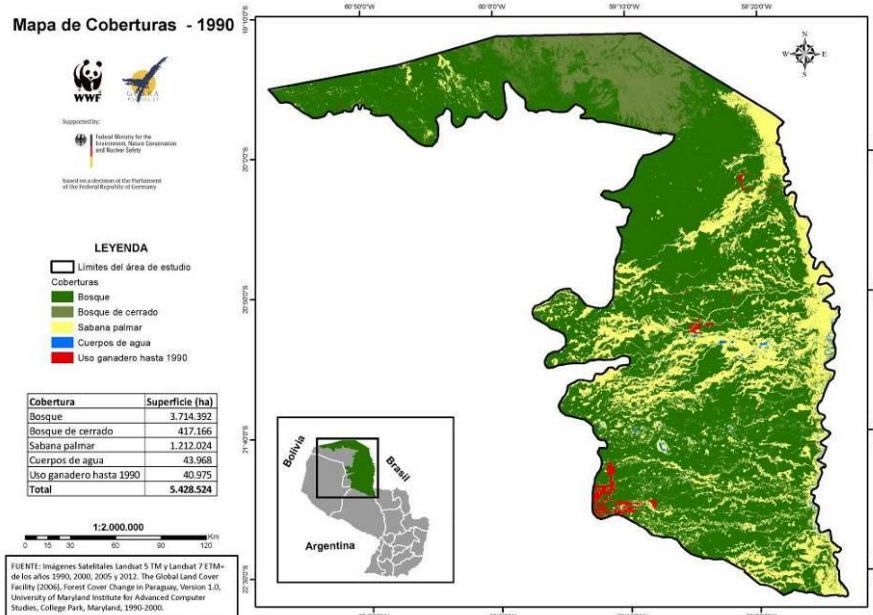 Mapa de Coberturas - 1990
WWF
GUYRA
PARAGUAY
Supported by:
Federal Ministry for the
Environment, Nature Conservation
and Nuclear Safety
based on a decision of the Parliament
of the Federal Republic of Germany
LEYENDA
Límites del área de estudio
Coberturas
Bosque
Bosque de cerrado
Sabana palmar
Cuerpos de agua
Uso ganadero hasta 1990
Cobertura Superficie (ha)
Bosque 3.714.392
Bosque de cerrado 417.166
Sabana palmar 1.212.024
Cuerpos de agua 43.968
Uso ganadero hasta 1990 40.975
Total 5.428.524
1:2.000.000
Km
0 15 30 60 90 120
FUENTE: Imágenes Satelitales Landsat 5 TM y Landsat 7 ETM+
de los años 1990, 2000, 2005 y 2012. The Global Land Cover
Facility (2006), Forest Cover Change in Paraguay, Version 1.0,
University of Maryland Institute for Advanced Computer
Studies, College Park, Maryland, 1990-2000.
Bolivia
Brasil
Argentina
N
W E
S
60°0'0"W
59°10'0"W
58°20'0"W
19°10'0"S
20°0'0"S
20°50'0"S
21°40'0"S
22°30'0"S